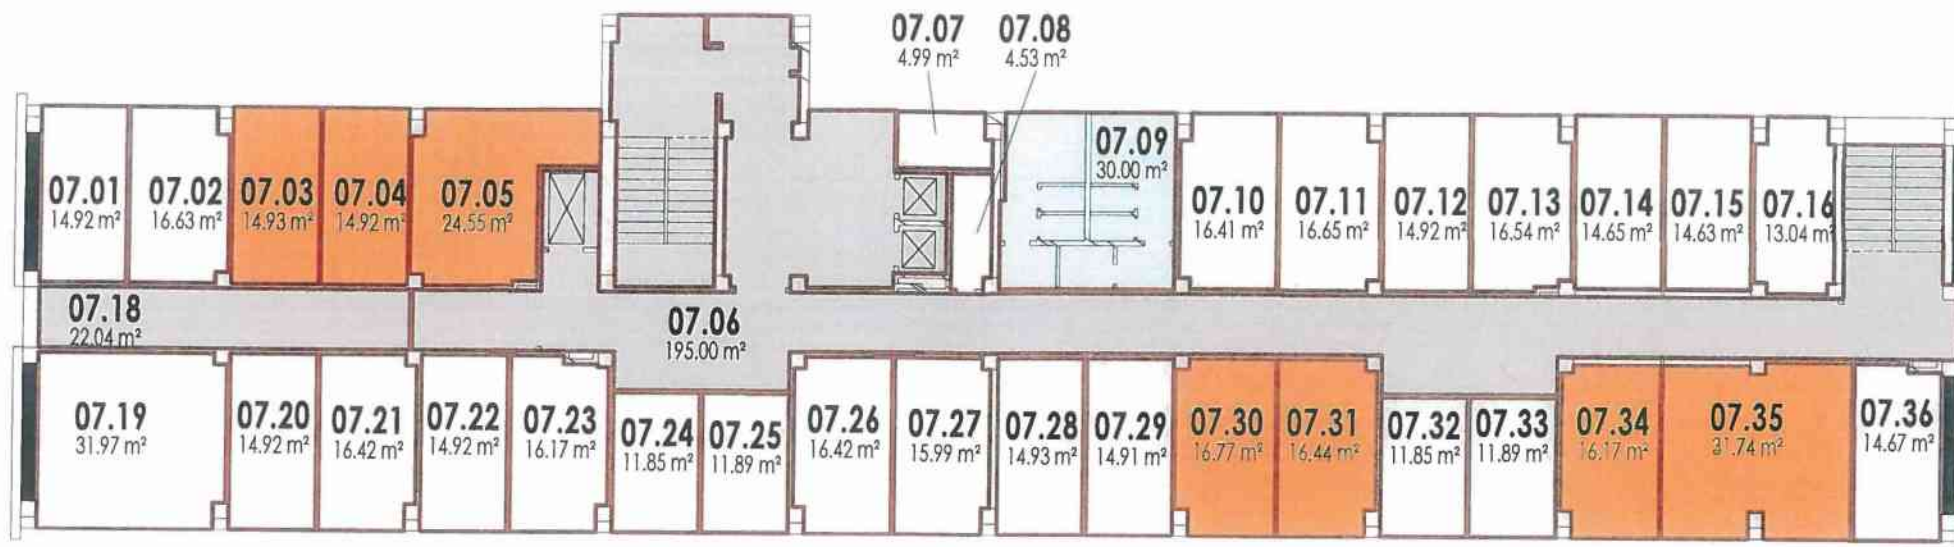 07.07
4.99 m²
07.08
4.53 m²
07.01
14.92 m²
07.02
16.63 m²
07.03
14.93 m²
07.04
14.92 m²
07.05
24.55 m²
07.09
30.00 m²
07.10
16.41 m²
07.11
16.65 m²
07.12
14.92 m²
07.13
16.54 m²
07.14
14.65 m²
07.15
14.63 m²
07.16
13.04 m²
07.18
22.04 m²
07.06
195.00 m²
07.19
31.97 m²
07.20
14.92 m²
07.21
16.42 m²
07.22
14.92 m²
07.23
16.17 m²
07.24
11.85 m²
07.25
11.89 m²
07.26
16.42 m²
07.27
15.99 m²
07.28
14.93 m²
07.29
14.91 m²
07.30
16.77 m²
07.31
16.44 m²
07.32
11.85 m²
07.33
11.89 m²
07.34
16.17 m²
07.35
31.74 m²
07.36
14.67 m²